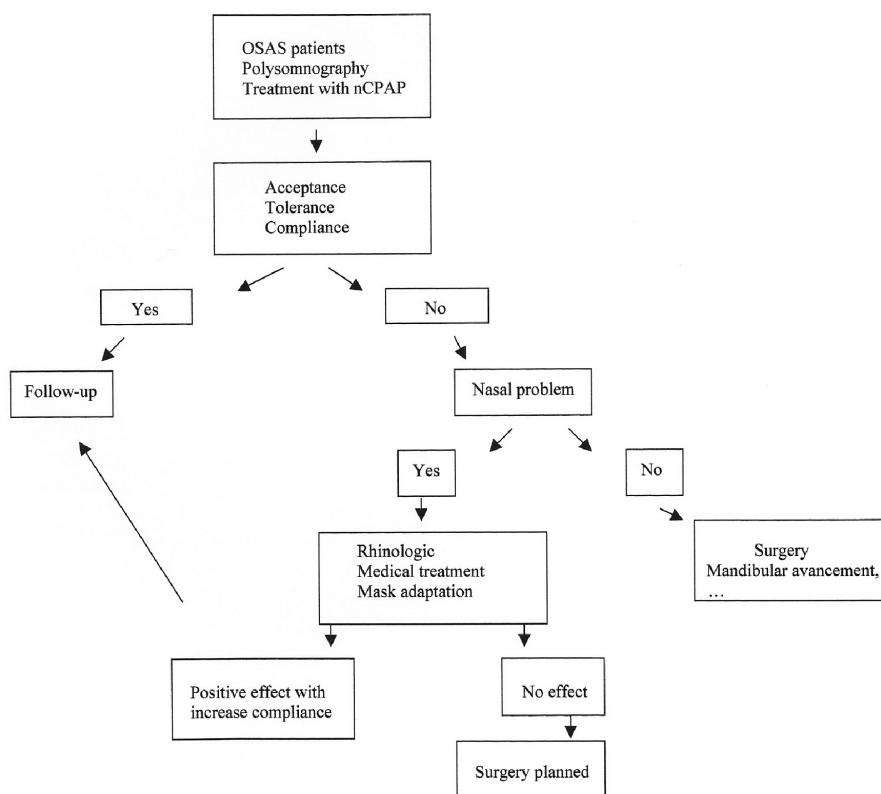 OSAS patients
Polysomnography
Treatment with nCPAP
Acceptance
Tolerance
Compliance
Yes
No
Follow-up
Nasal problem
Yes
No
Rhinologic
Medical treatment
Mask adaptation
Surgery
Mandibular avancement,
...
Positive effect with
increase compliance
No effect
Surgery planned